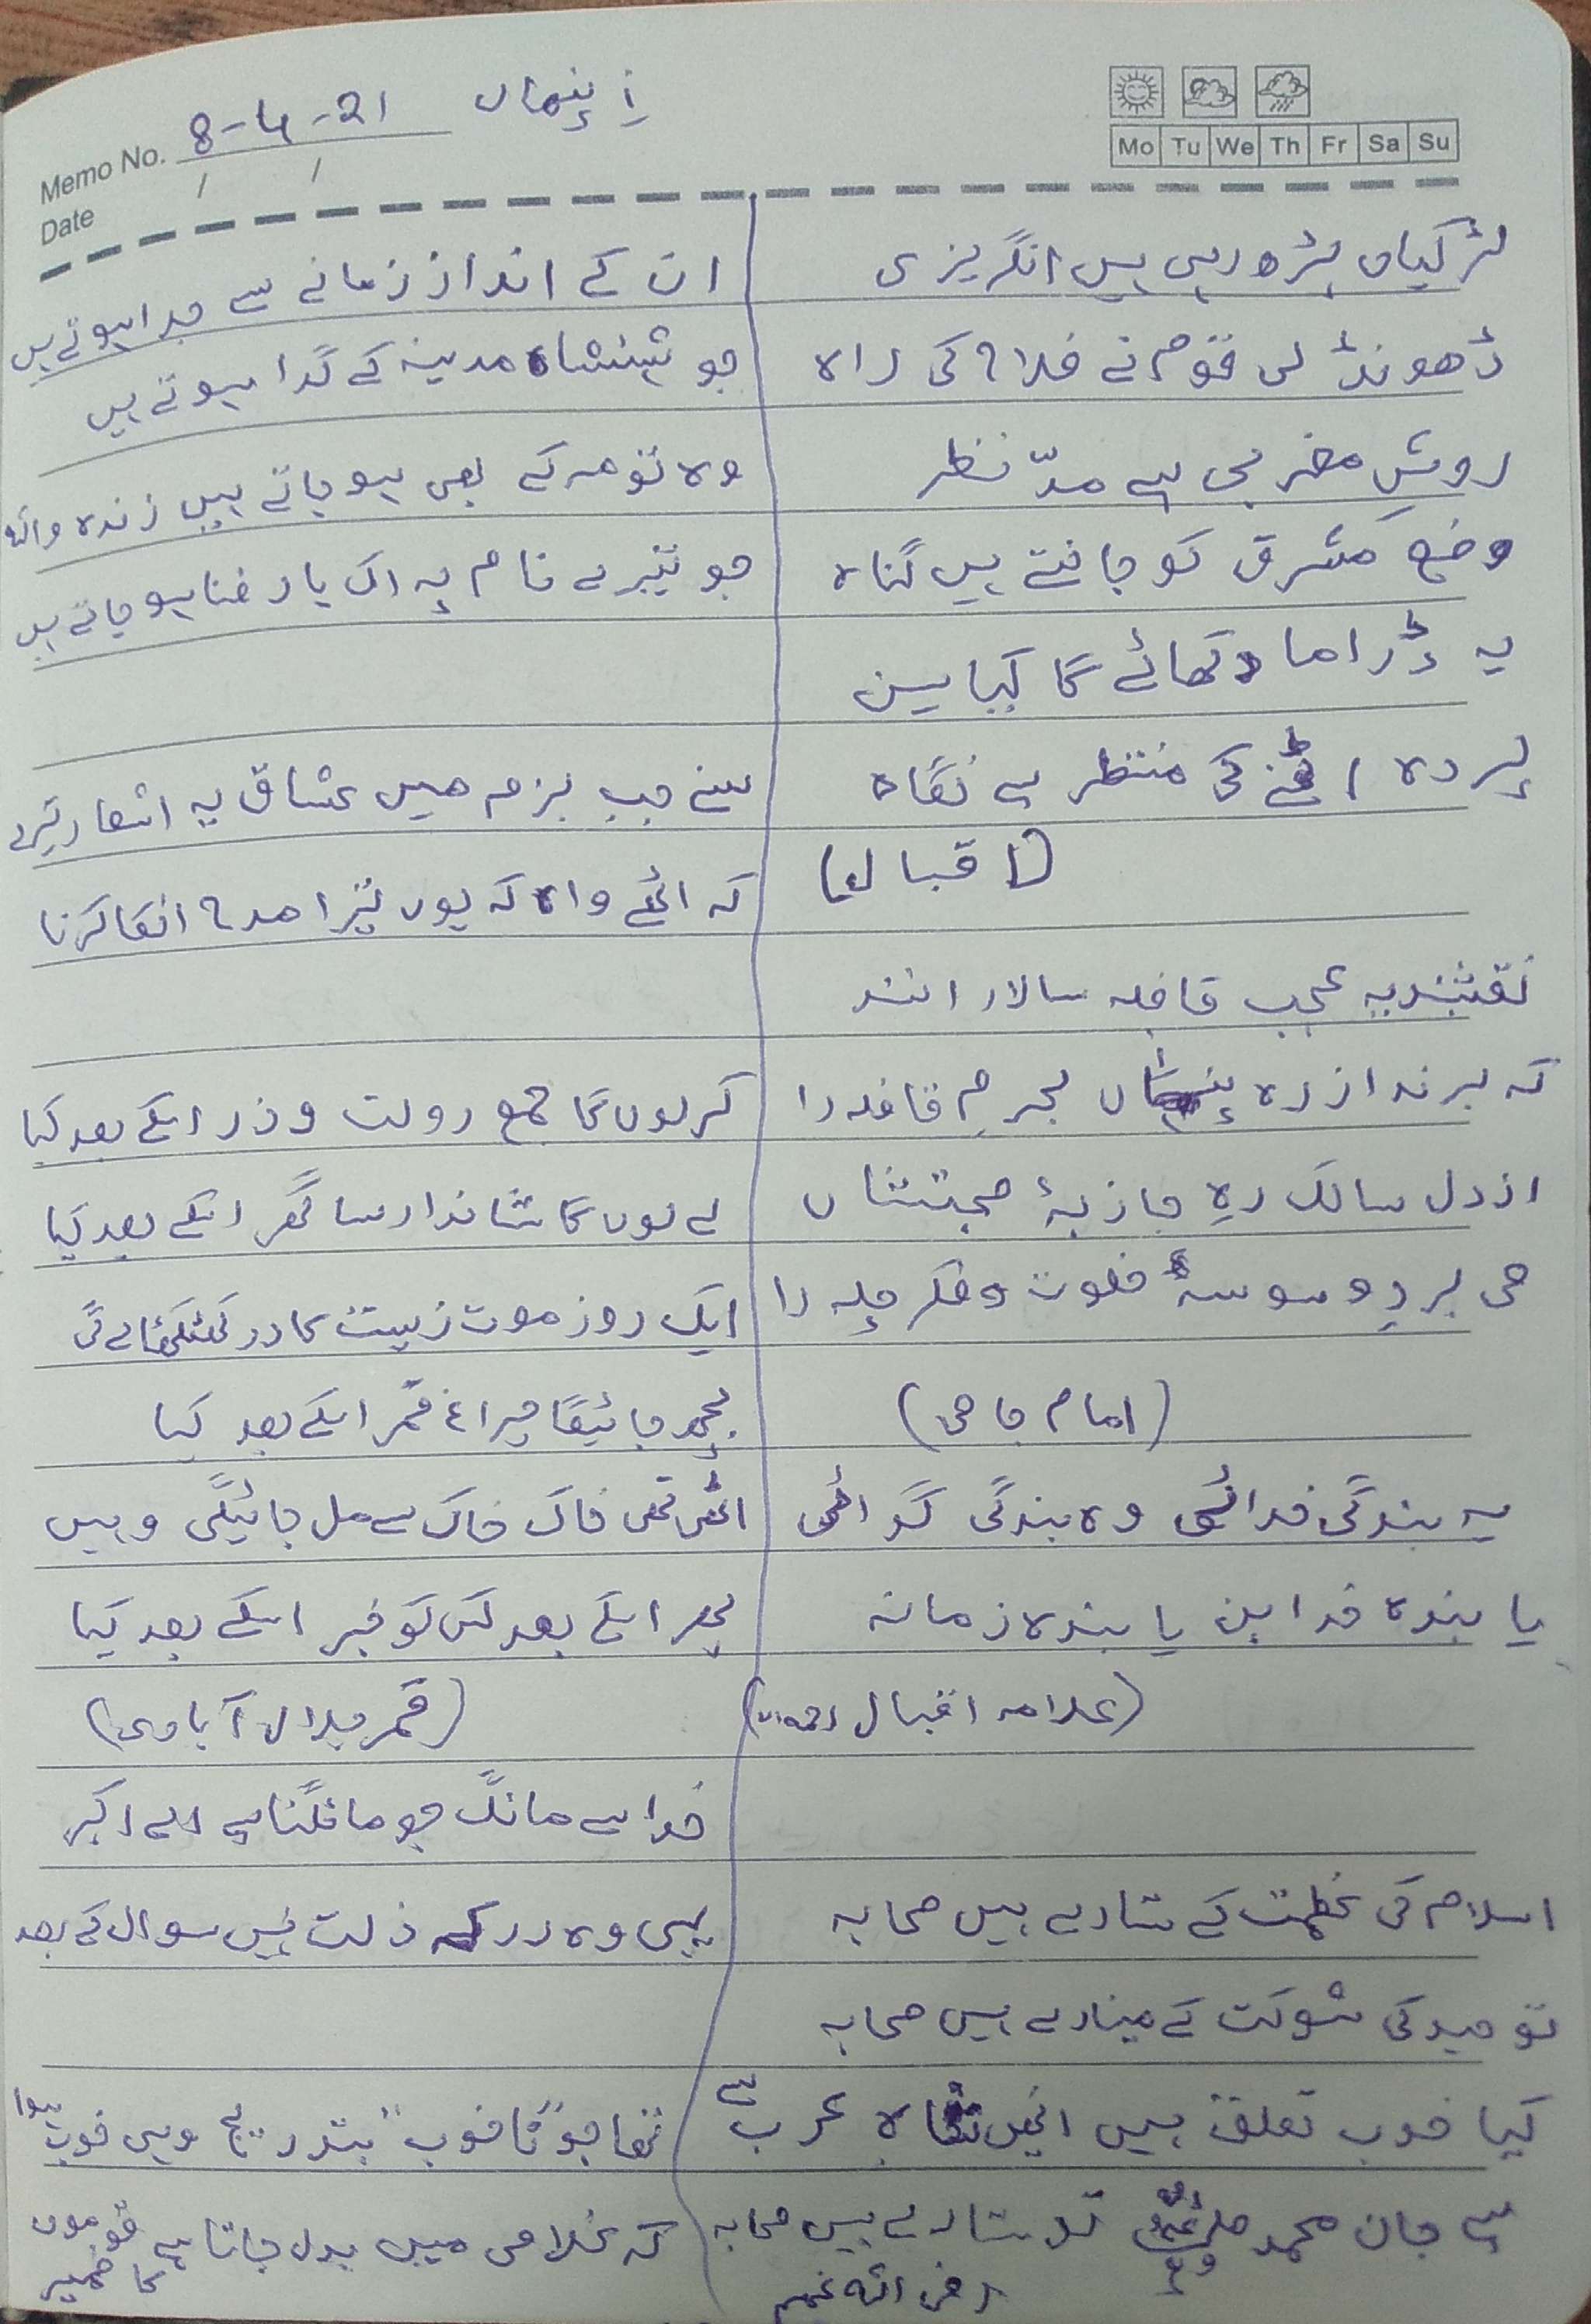 Memo No. 8-4-21
Date / /
Mo Tu We Th Fr Sa Su
لڑکیاں پڑھ رہی ہیں انگریزی
ڈھونڈ لی قوم نے فلاح کی راہ
روشِ مغربی ہے مدّ نظر
وضع مشرق کو جانتے ہیں گناہ
یہ ڈراما دکھائے گا کیا سین
پردہ اٹھنے کی منتظر ہے نگاہ
(اقبال)
نقشبندیہ عجب قافلہ سالار انند
کہ برند از رہ پنہاں بحرمِ قافلہ را
از دل سالک رہِ جاذبۂ صحبتشاں
می برد وسوسۂ خلوت و فکر چلہ را
(امام جامی)
یہ بندگی خدائی وہ بندگی گدائی
یا بندہ خدا بن یا بندہ زمانہ
(علامہ اقبال رحمہ اللہ)
اسلام کی عظمت کے ستارے ہیں صحابہ
توحید کی شوکت کے مینارے ہیں صحابہ
کیا خوب تعلق ہیں انہیں شاہِ عرب سے
ہے جان محمد صلی اللہ علیہ وسلم تو ستارے ہیں صحابہ
رضی اللہ عنہم
ان کے انداز زمانے سے جدا ہوتے ہیں
جو شہنشاہ مدینہ کے گدا ہوتے ہیں
وہ تو مر کے بھی ہو جاتے ہیں زندہ واللہ
جو تیرے نام پہ اک بار فنا ہو جاتے ہیں
سنے جب بزم میں عشاق یہ اشعار تیرے
کہ اٹھے واہ کہ یوں تیرا مدح انکا کرنا
کر لوں گا جمع دولت و زر اسکے بعد کیا
لے لوں گا شاندار سا گھر اسکے بعد کیا
ایک روز موت زیست کا در کھٹکھٹائے گی
بجھ جائیگا چراغ قمر اسکے بعد کیا
اٹھی تھی خاک خاک سے مل جائیگی وہیں
پھر اسکے بعد کس کو خبر اسکے بعد کیا
(قمر جلال آبادی)
خدا سے مانگ جو مانگنا ہے اے اکبر
یہی وہ در کہ ذلت نہیں سوال کے بعد
تھا جو "ناخوب" بتدریج وہی خوب ہوا
کہ غلامی میں بدل جاتا ہے قوموں کا ضمیر